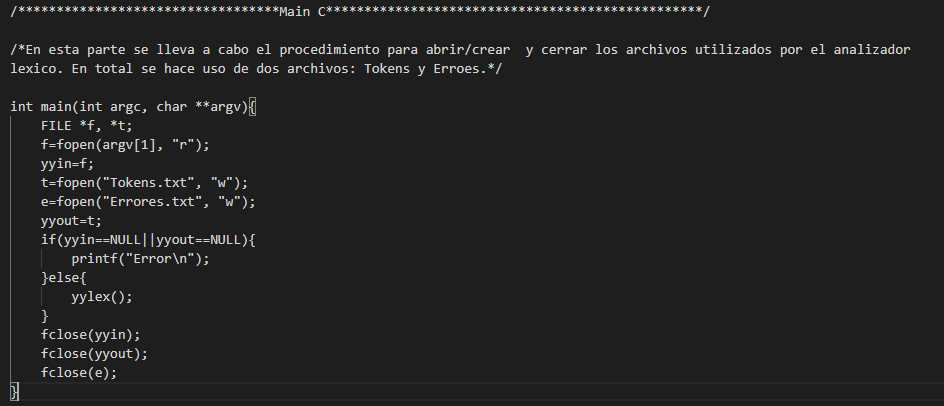 /**********************************Main C*************************************************/
/*En esta parte se lleva a cabo el procedimiento para abrir/crear  y cerrar los archivos utilizados por el analizador
lexico. En total se hace uso de dos archivos: Tokens y Erroes.*/
int main(int argc, char **argv){
    FILE *f, *t;
    f=fopen(argv[1], "r");
    yyin=f;
    t=fopen("Tokens.txt", "w");
    e=fopen("Errores.txt", "w");
    yyout=t;
    if(yyin==NULL||yyout==NULL){
        printf("Error\n");
    }else{
        yylex();
    }
    fclose(yyin);
    fclose(yyout);
    fclose(e);
}